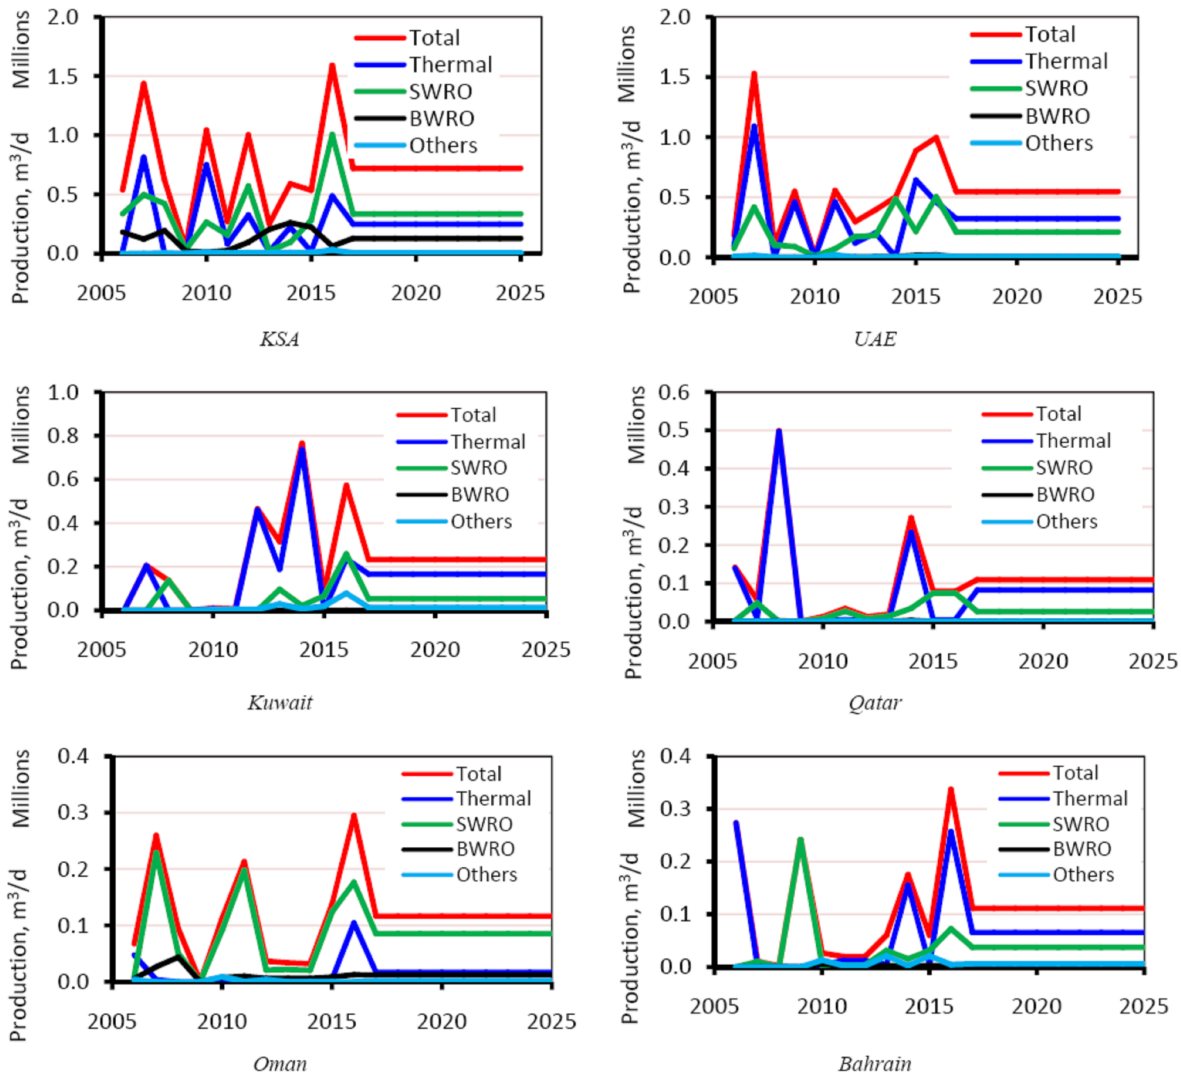 Production, m³/d Millions
2.0
1.5
1.0
0.5
0.0
2005 2010 2015 2020 2025
Total
Thermal
SWRO
BWRO
Others
KSA
Production, m³/d Millions
2.0
1.5
1.0
0.5
0.0
2005 2010 2015 2020 2025
Total
Thermal
SWRO
BWRO
Others
UAE
Production, m³/d Millions
1.0
0.8
0.6
0.4
0.2
0.0
2005 2010 2015 2020 2025
Total
Thermal
SWRO
BWRO
Others
Kuwait
Production, m³/d Millions
0.6
0.5
0.4
0.3
0.2
0.1
0.0
2005 2010 2015 2020 2025
Total
Thermal
SWRO
BWRO
Others
Qatar
Production, m³/d Millions
0.4
0.3
0.2
0.1
0.0
2005 2010 2015 2020 2025
Total
Thermal
SWRO
BWRO
Others
Oman
Production, m³/d Millions
0.4
0.3
0.2
0.1
0.0
2005 2010 2015 2020 2025
Total
Thermal
SWRO
BWRO
Others
Bahrain